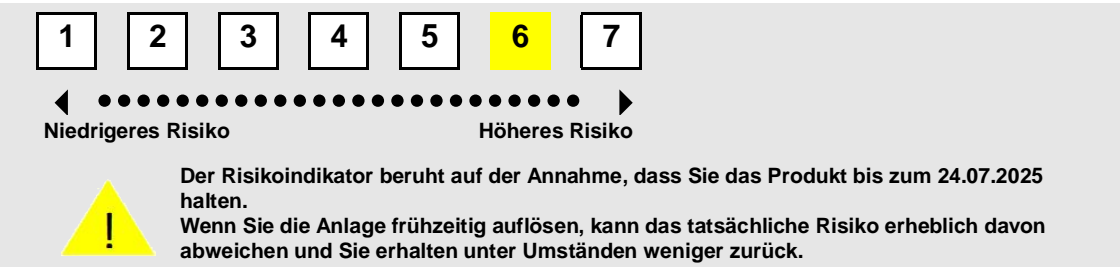 1 2 3 4 5 6 7
Niedrigeres Risiko Höheres Risiko
Der Risikoindikator beruht auf der Annahme, dass Sie das Produkt bis zum 24.07.2025
halten.
Wenn Sie die Anlage frühzeitig auflösen, kann das tatsächliche Risiko erheblich davon
abweichen und Sie erhalten unter Umständen weniger zurück.
!